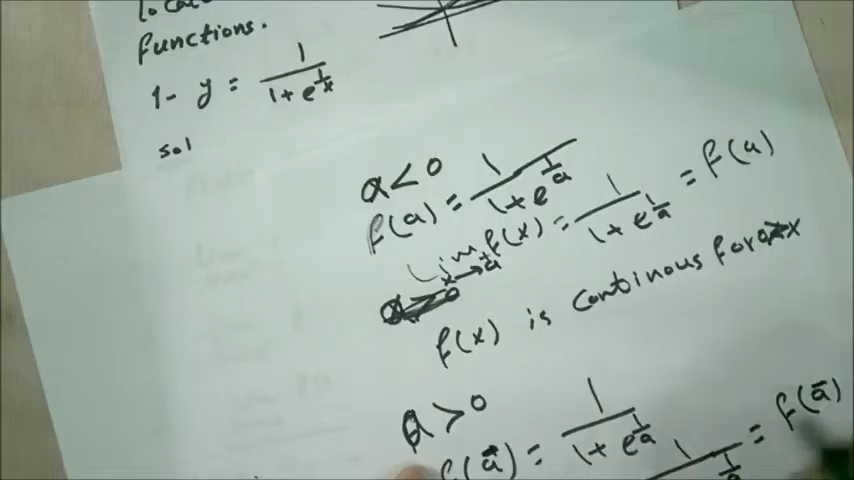 functions.
1- y = 1 / (1 + e^(1/x))
sol
a < 0
f(a) = 1 / (1 + e^(1/a))
lim x→a f(x) = 1 / (1 + e^(1/a)) = f(a)
f(x) is continous for
a > 0
f(a) = 1 / (1 + e^(1/a))
= f(a)